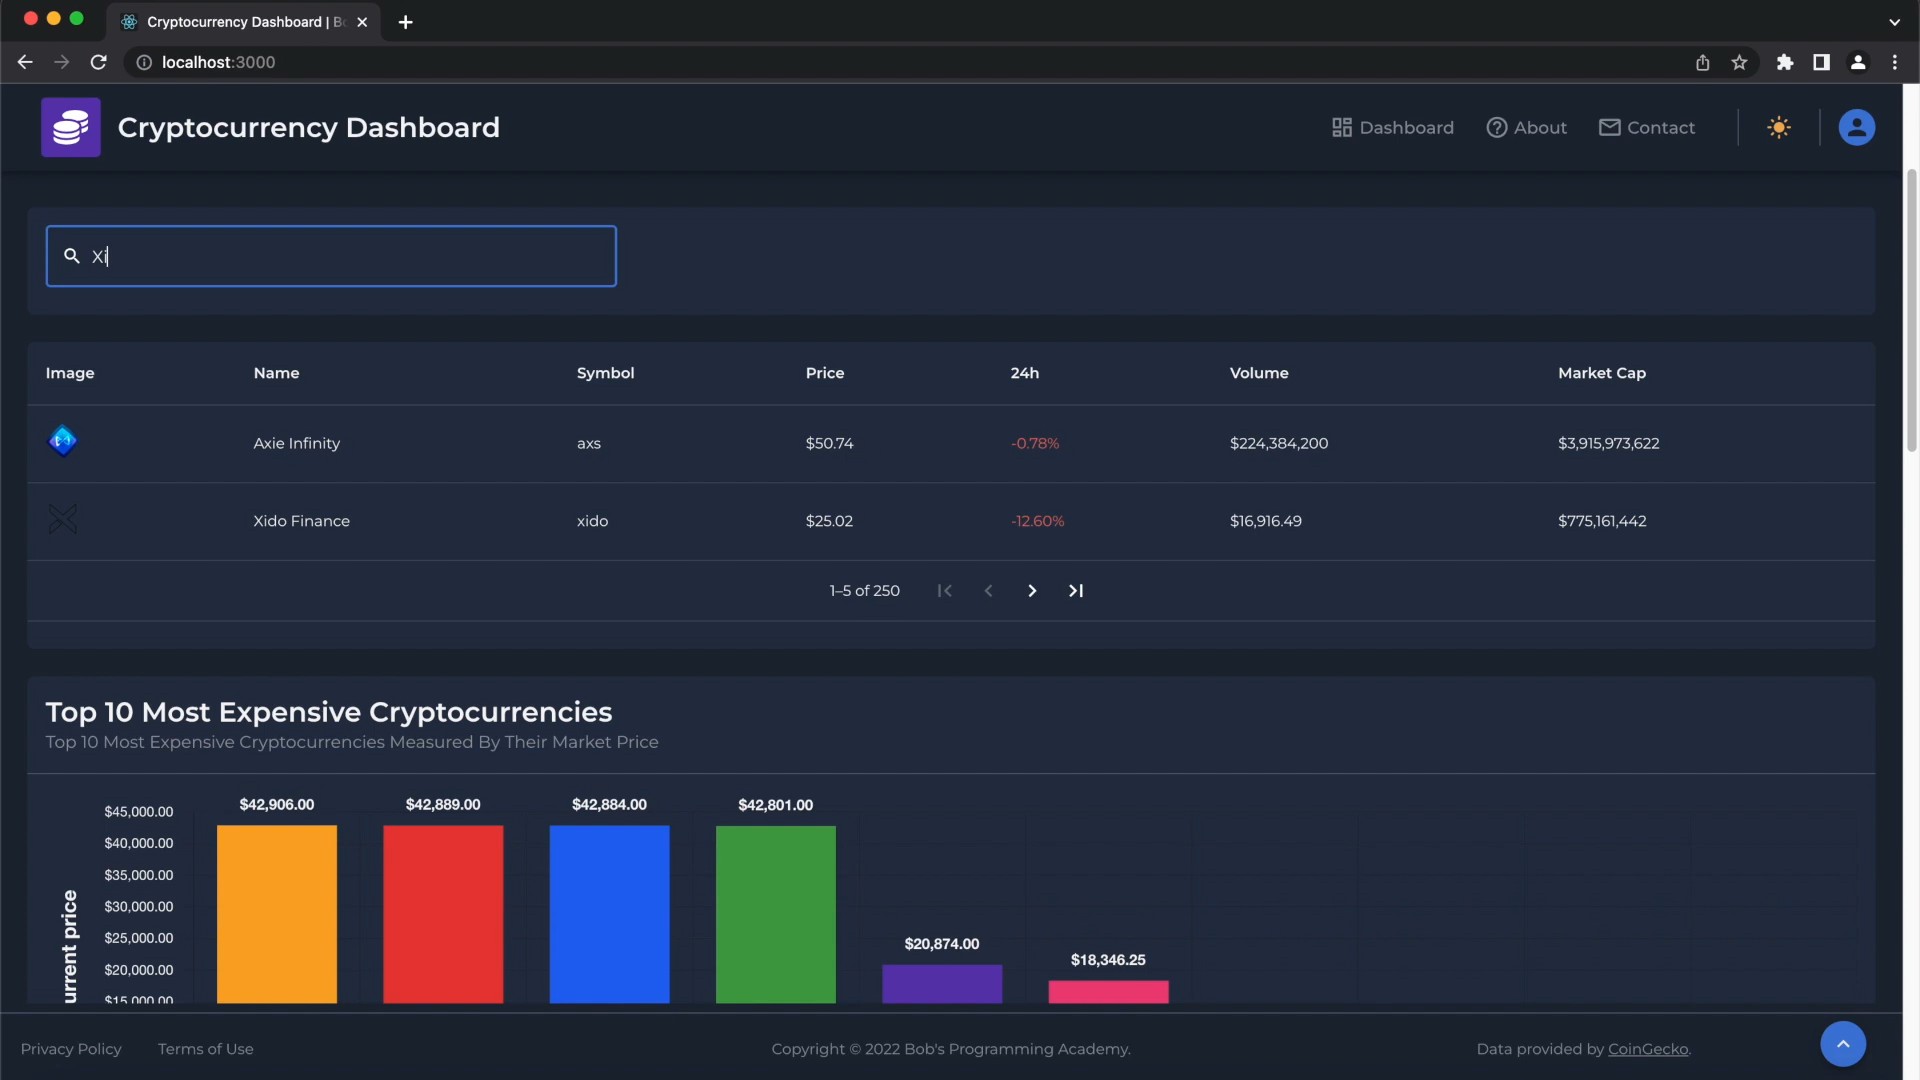 Cryptocurrency Dashboard | B
localhost:3000
Cryptocurrency Dashboard
Dashboard
About
Contact
Xi
Image Name Symbol Price 24h Volume Market Cap
Axie Infinity axs $50.74 -0.78% $224,384,200 $3,915,973,622
Xido Finance xido $25.02 -12.60% $16,916.49 $775,161,442
1–5 of 250
Top 10 Most Expensive Cryptocurrencies
Top 10 Most Expensive Cryptocurrencies Measured By Their Market Price
$42,906.00 $42,889.00 $42,884.00 $42,801.00
$45,000.00
$40,000.00
$35,000.00
$30,000.00
$25,000.00
$20,000.00
$15,000.00
urrent price
$20,874.00
$18,346.25
Privacy Policy Terms of Use Copyright © 2022 Bob's Programming Academy. Data provided by CoinGecko.